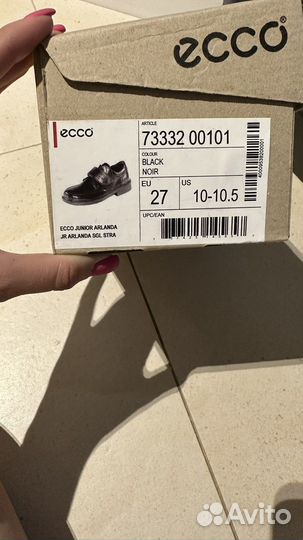 ecco
ecco
ARTICLE
73332 00101
COLOUR
BLACK
NOIR
EU
27
US
10-10.5
UPC/EAN
ECCO JUNIOR ARLANDA
JR ARLANDA SGL STRA
Avito